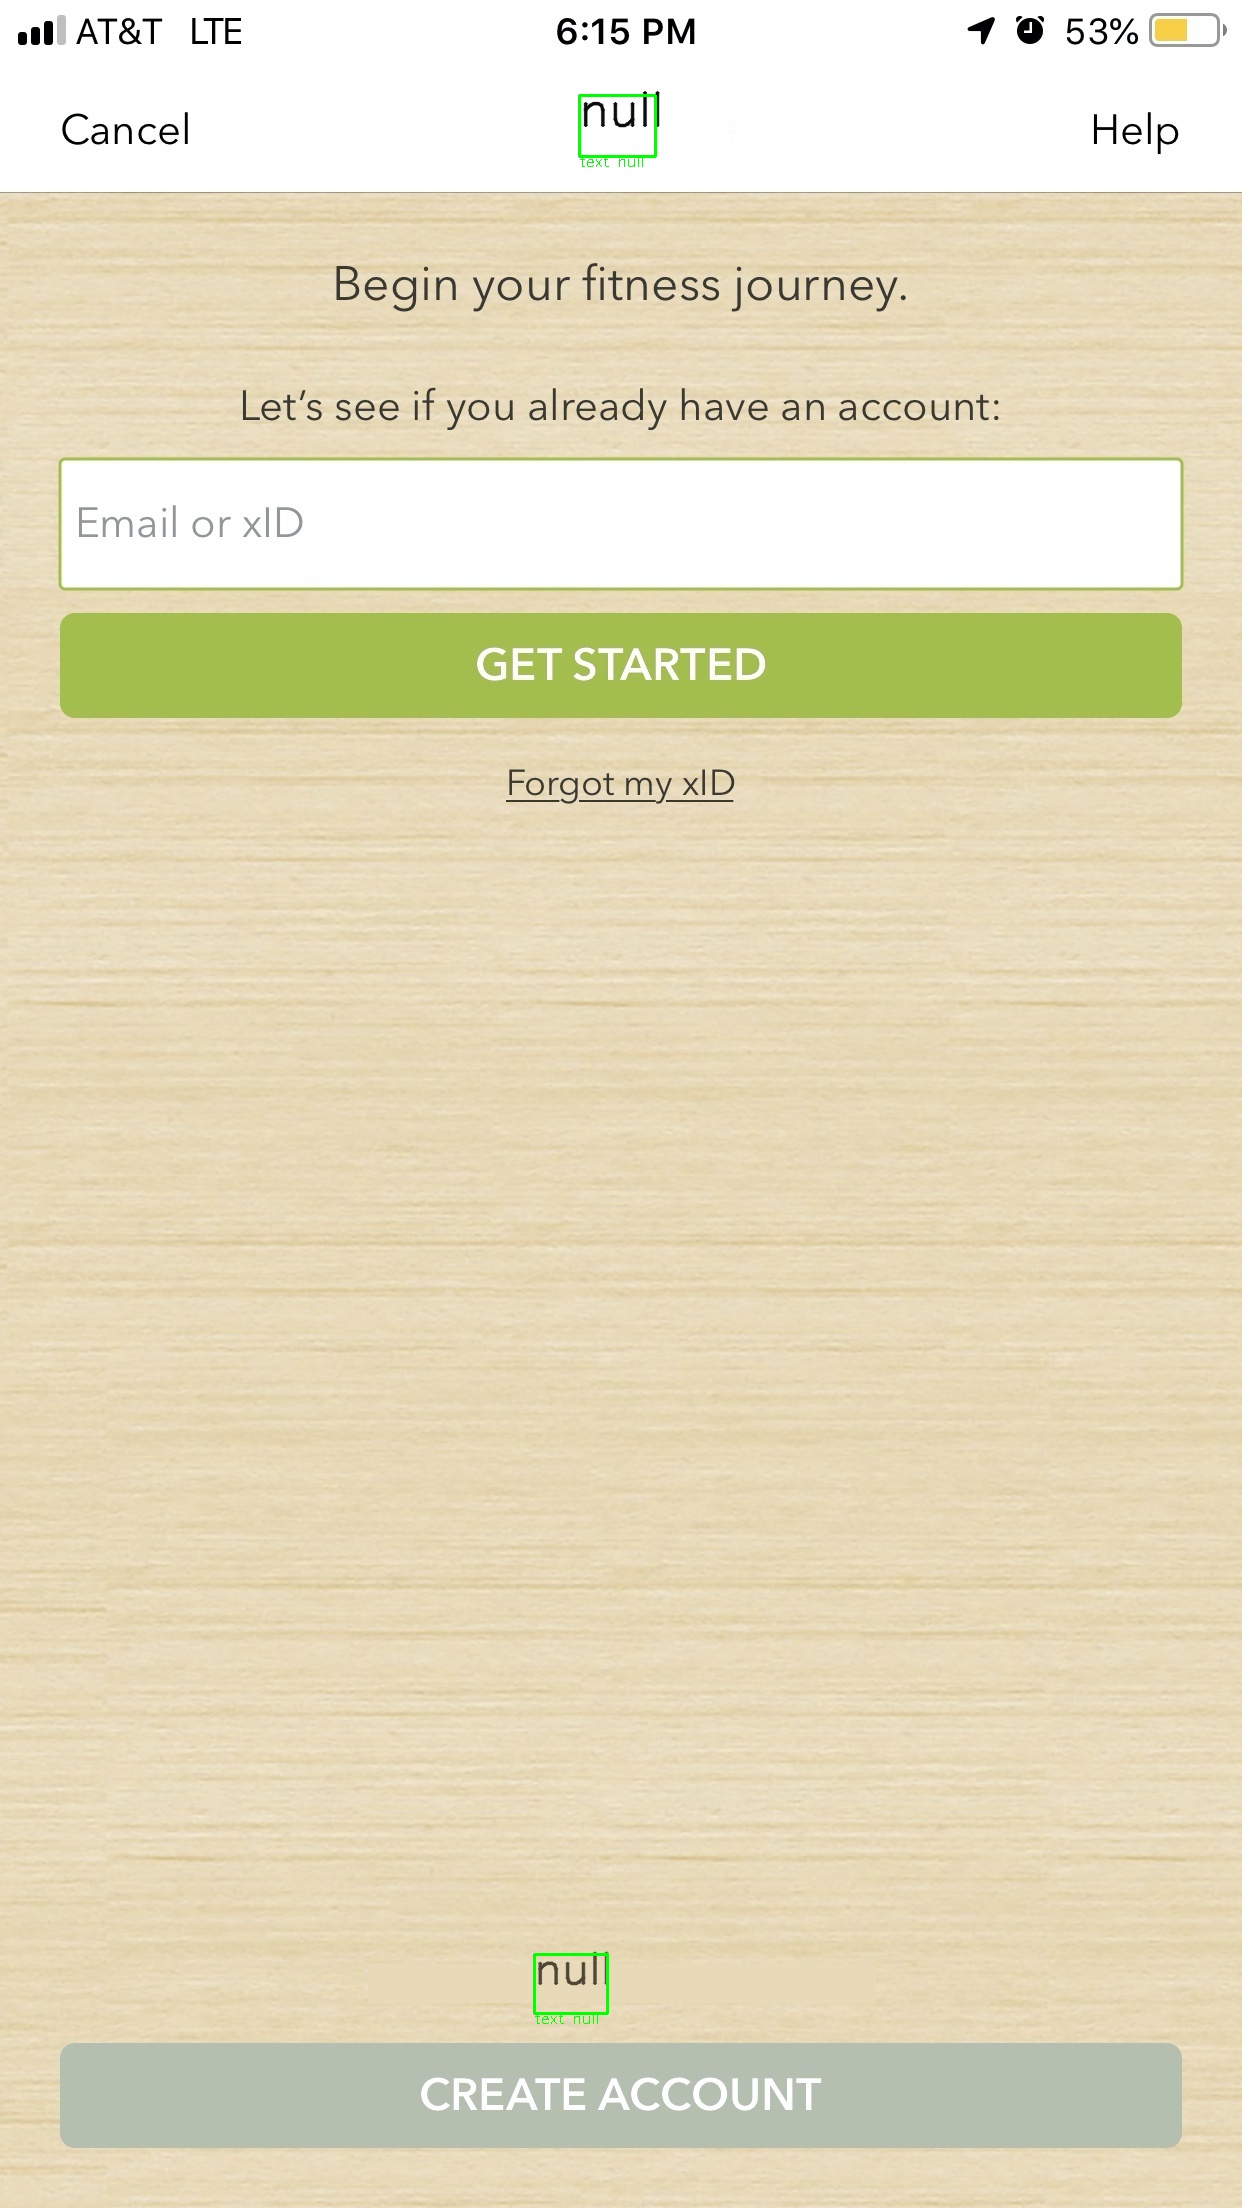 AT&T LTE 6:15 PM 53%
Cancel null Help
text null
Begin your fitness journey.
Let's see if you already have an account:
Email or xID
GET STARTED
Forgot my xID
null
text null
CREATE ACCOUNT